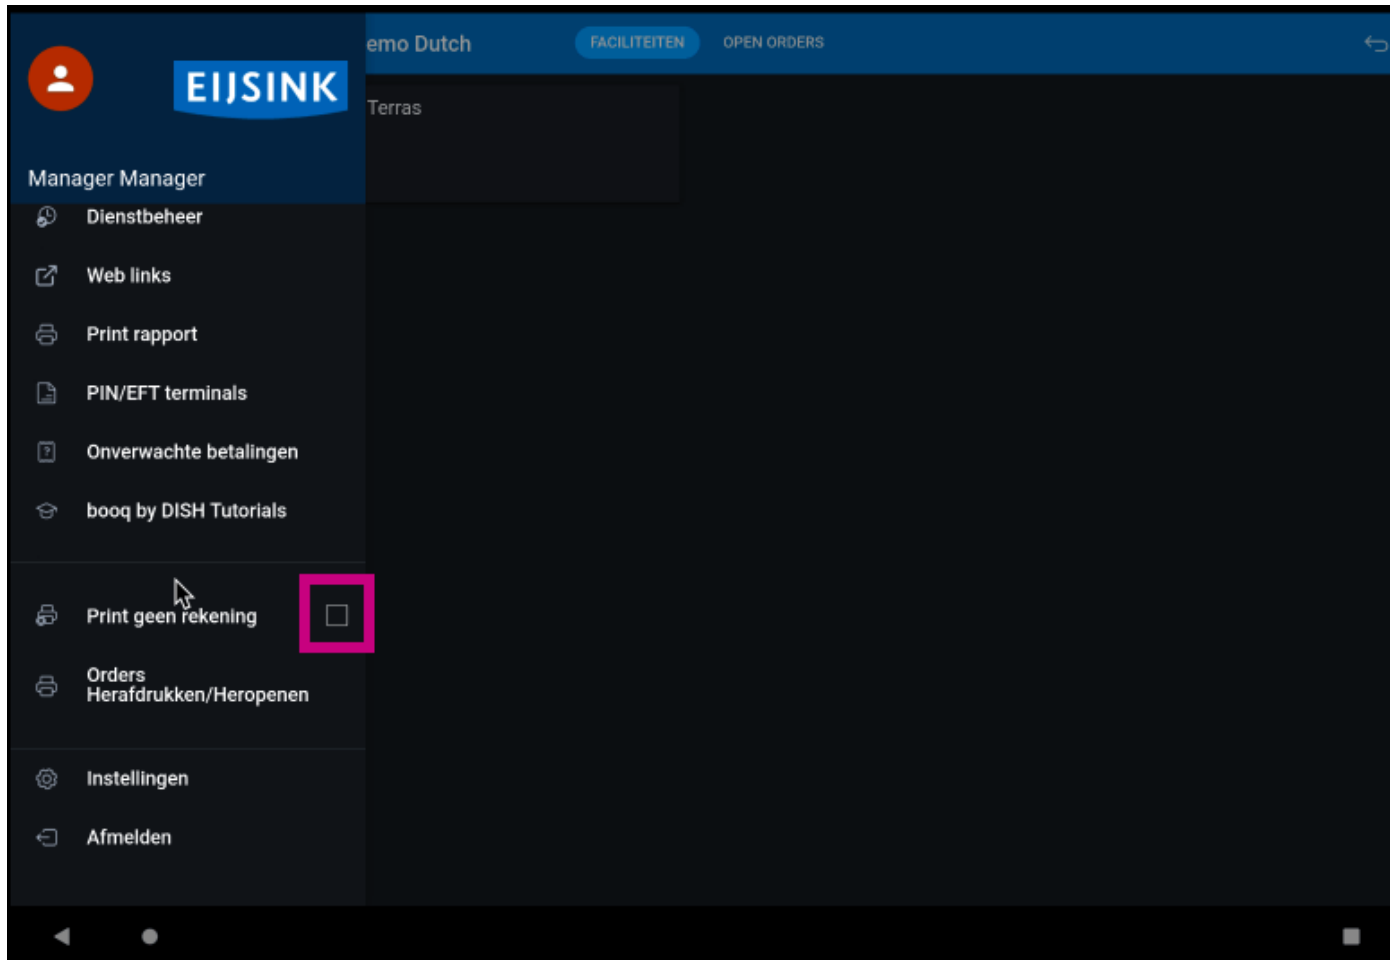 emo Dutch
FACILITEITEN
OPEN ORDERS
EIJSINK
Terras
Manager Manager
Dienstbeheer
Web links
Print rapport
PIN/EFT terminals
Onverwachte betalingen
booq by DISH Tutorials
Print geen rekening
Orders
Herafdrukken/Heropenen
Instellingen
Afmelden